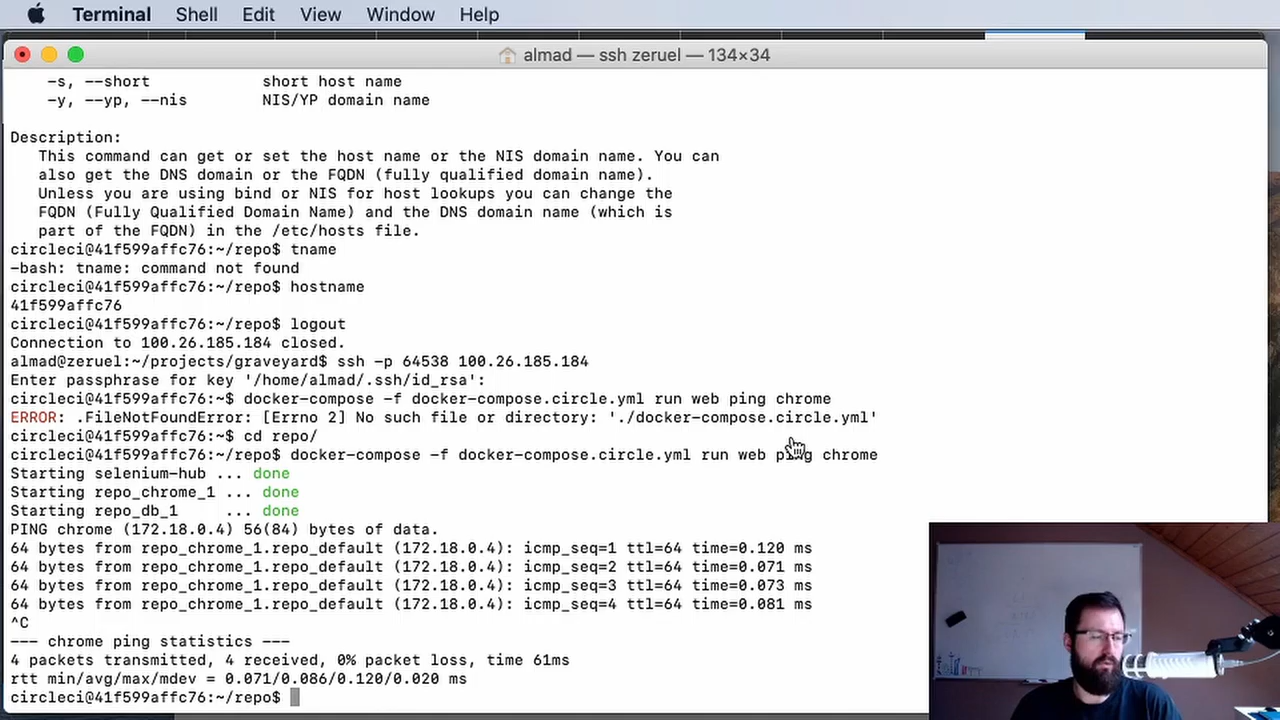 Terminal Shell Edit View Window Help
almad — ssh zeruel — 134×34
-s, --short short host name
-y, --yp, --nis NIS/YP domain name
Description:
This command can get or set the host name or the NIS domain name. You can
also get the DNS domain or the FQDN (fully qualified domain name).
Unless you are using bind or NIS for host lookups you can change the
FQDN (Fully Qualified Domain Name) and the DNS domain name (which is
part of the FQDN) in the /etc/hosts file.
circleci@41f599affc76:~/repo$ tname
-bash: tname: command not found
circleci@41f599affc76:~/repo$ hostname
41f599affc76
circleci@41f599affc76:~/repo$ logout
Connection to 100.26.185.184 closed.
almad@zeruel:~/projects/graveyard$ ssh -p 64538 100.26.185.184
Enter passphrase for key '/home/almad/.ssh/id_rsa':
circleci@41f599affc76:~$ docker-compose -f docker-compose.circle.yml run web ping chrome
ERROR: .FileNotFoundError: [Errno 2] No such file or directory: './docker-compose.circle.yml'
circleci@41f599affc76:~$ cd repo/
circleci@41f599affc76:~/repo$ docker-compose -f docker-compose.circle.yml run web ping chrome
Starting selenium-hub ... done
Starting repo_chrome_1 ... done
Starting repo_db_1 ... done
PING chrome (172.18.0.4) 56(84) bytes of data.
64 bytes from repo_chrome_1.repo_default (172.18.0.4): icmp_seq=1 ttl=64 time=0.120 ms
64 bytes from repo_chrome_1.repo_default (172.18.0.4): icmp_seq=2 ttl=64 time=0.071 ms
64 bytes from repo_chrome_1.repo_default (172.18.0.4): icmp_seq=3 ttl=64 time=0.073 ms
64 bytes from repo_chrome_1.repo_default (172.18.0.4): icmp_seq=4 ttl=64 time=0.081 ms
^C
--- chrome ping statistics ---
4 packets transmitted, 4 received, 0% packet loss, time 61ms
rtt min/avg/max/mdev = 0.071/0.086/0.120/0.020 ms
circleci@41f599affc76:~/repo$